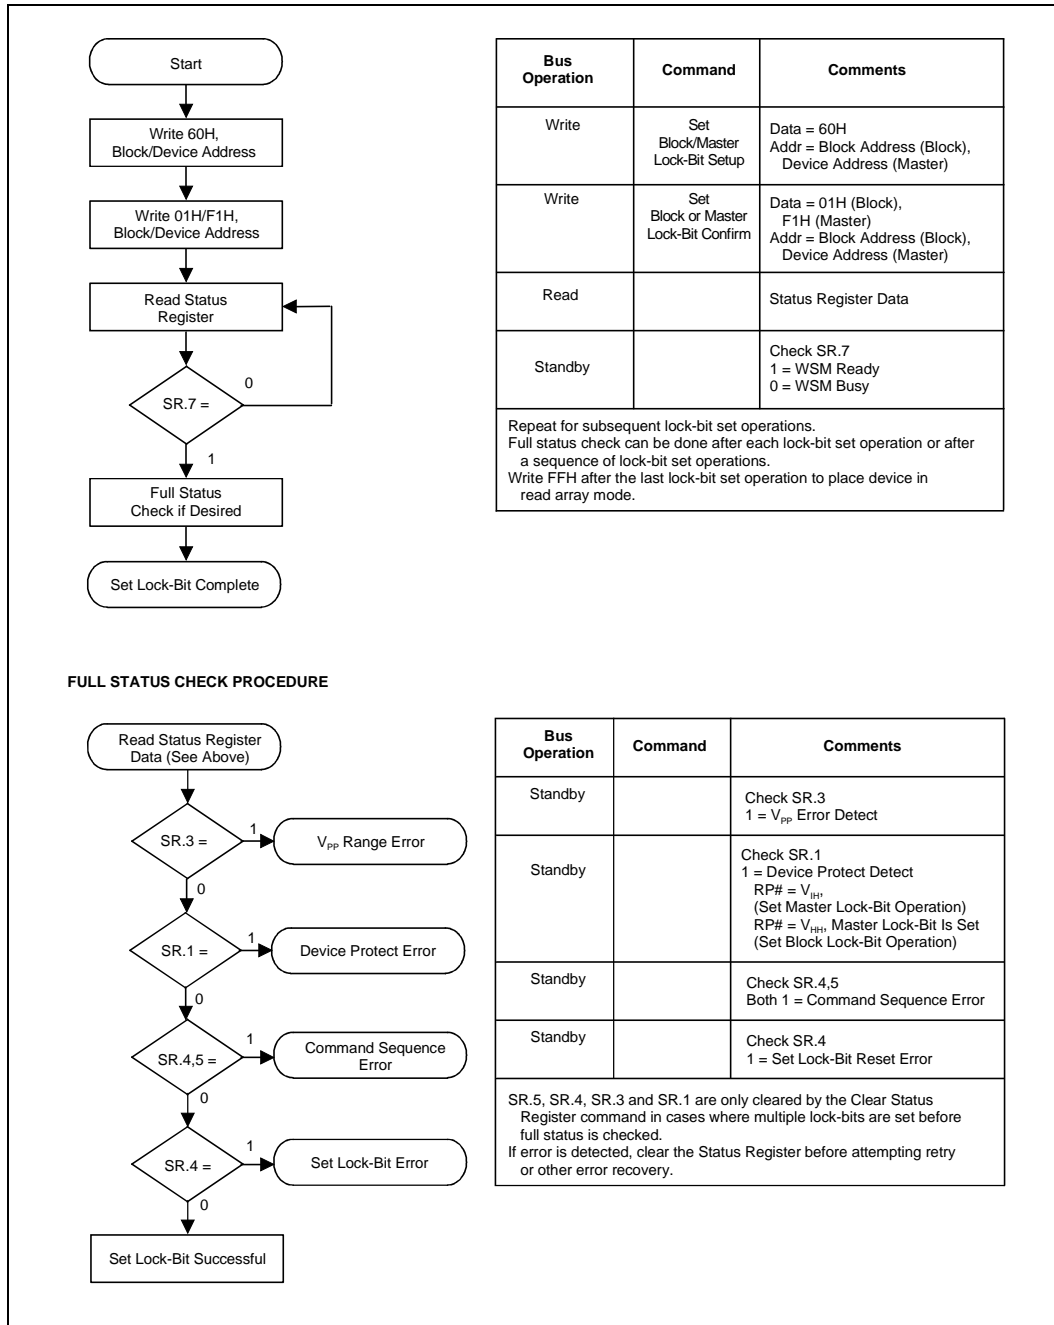 Start
Write 60H,
Block/Device Address
Write 01H/F1H,
Block/Device Address
Read Status
Register
0
SR.7 =
1
Full Status
Check if Desired
Set Lock-Bit Complete
Bus
Operation
Command
Comments
Write
Set
Block/Master
Lock-Bit Setup
Data = 60H
Addr = Block Address (Block),
Device Address (Master)
Write
Set
Block or Master
Lock-Bit Confirm
Data = 01H (Block),
F1H (Master)
Addr = Block Address (Block),
Device Address (Master)
Read
Status Register Data
Standby
Check SR.7
1 = WSM Ready
0 = WSM Busy
Repeat for subsequent lock-bit set operations.
Full status check can be done after each lock-bit set operation or after
a sequence of lock-bit set operations.
Write FFH after the last lock-bit set operation to place device in
read array mode.
FULL STATUS CHECK PROCEDURE
Read Status Register
Data (See Above)
SR.3 =
1
VPP Range Error
0
SR.1 =
1
Device Protect Error
0
SR.4,5 =
1
Command Sequence
Error
0
SR.4 =
1
Set Lock-Bit Error
0
Set Lock-Bit Successful
Bus
Operation
Command
Comments
Standby
Check SR.3
1 = VPP Error Detect
Standby
Check SR.1
1 = Device Protect Detect
RP# = VIH,
(Set Master Lock-Bit Operation)
RP# = VHH, Master Lock-Bit Is Set
(Set Block Lock-Bit Operation)
Standby
Check SR.4,5
Both 1 = Command Sequence Error
Standby
Check SR.4
1 = Set Lock-Bit Reset Error
SR.5, SR.4, SR.3 and SR.1 are only cleared by the Clear Status
Register command in cases where multiple lock-bits are set before
full status is checked.
If error is detected, clear the Status Register before attempting retry
or other error recovery.